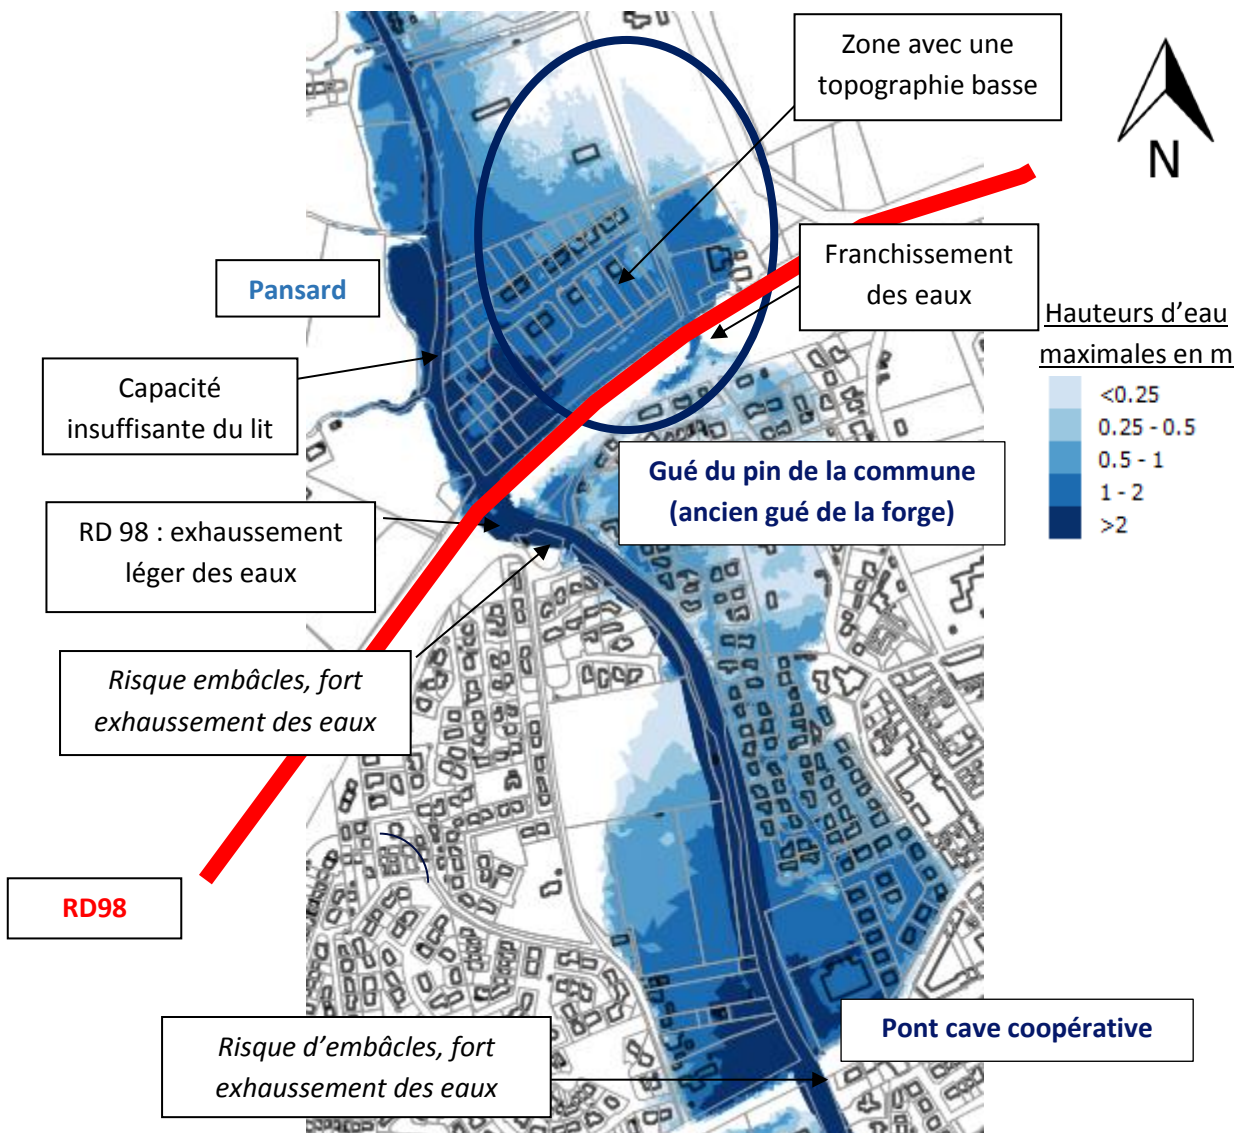 Zone avec une
topographie basse
N
Pansard
Franchissement
des eaux
Hauteurs d'eau
maximales en m
<0.25
0.25 - 0.5
0.5 - 1
1 - 2
>2
Capacité
insuffisante du lit
Gué du pin de la commune
(ancien gué de la forge)
RD 98 : exhaussement
léger des eaux
Risque embâcles, fort
exhaussement des eaux
RD98
Pont cave coopérative
Risque d'embâcles, fort
exhaussement des eaux